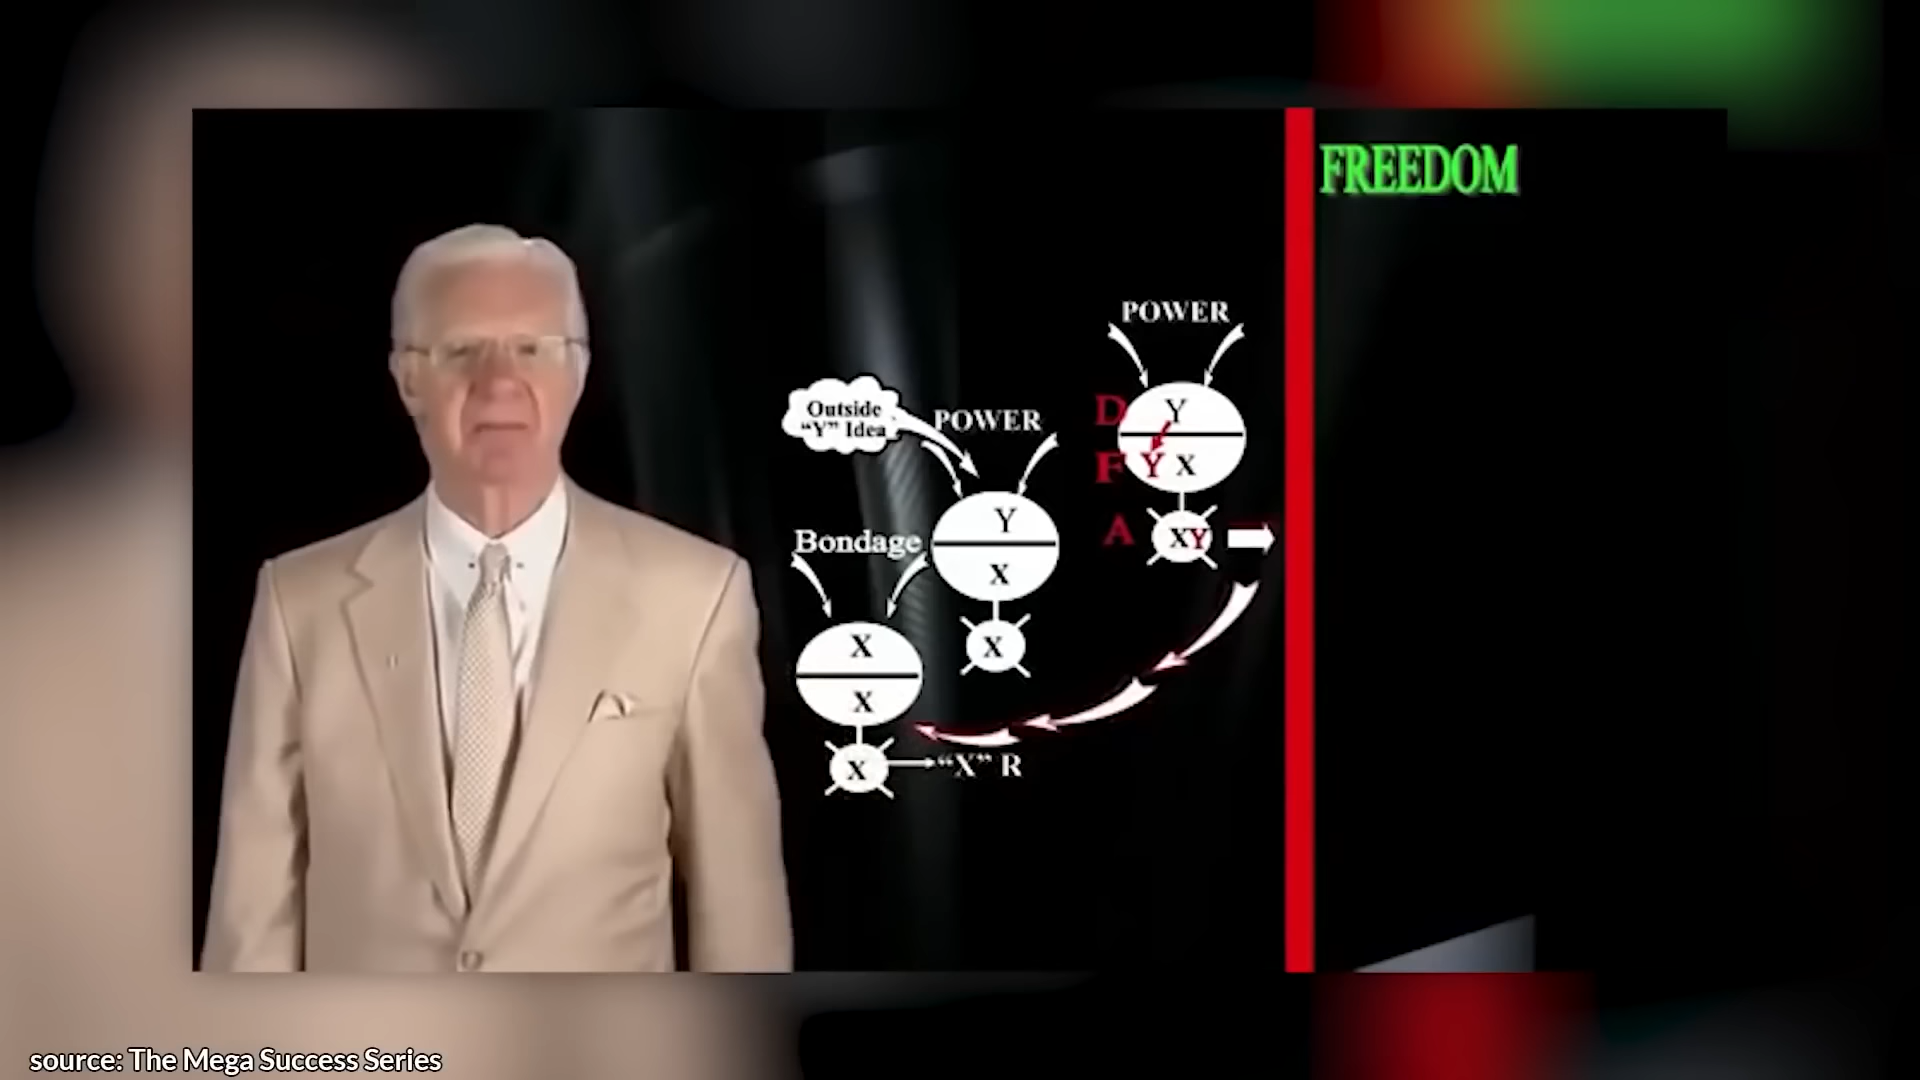 FREEDOM
POWER
Outside
“Y” Idea
POWER
D
Y
F
Y X
A
XY
Y
X
X
Bondage
X
X
X
“X” R
source: The Mega Success Series